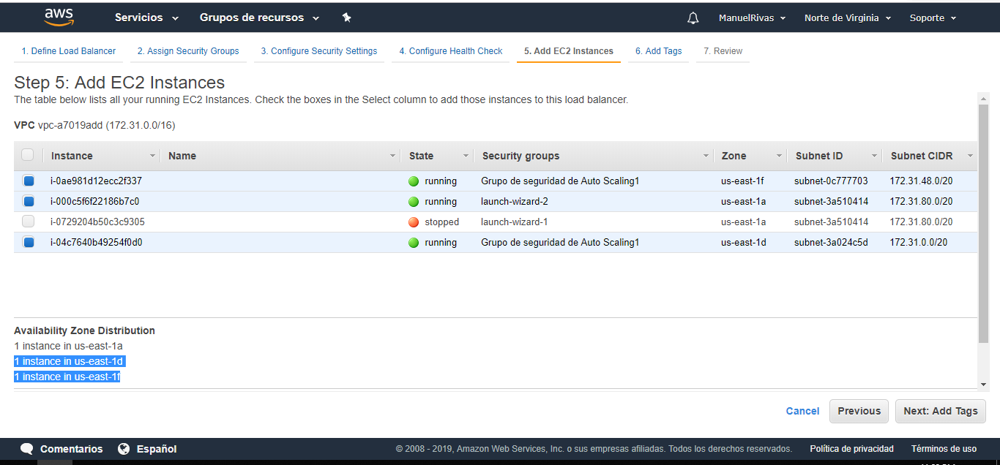 aws Servicios Grupos de recursos ManuelRivas Norte de Virginia Soporte
1. Define Load Balancer 2. Assign Security Groups 3. Configure Security Settings 4. Configure Health Check 5. Add EC2 Instances 6. Add Tags 7. Review
Step 5: Add EC2 Instances
The table below lists all your running EC2 Instances. Check the boxes in the Select column to add those instances to this load balancer.
VPC vpc-a7019add (172.31.0.0/16)
Instance Name State Security groups Zone Subnet ID Subnet CIDR
i-0ae981d12ecc2f337 running Grupo de seguridad de Auto Scaling1 us-east-1f subnet-0c777703 172.31.48.0/20
i-000c5f6f22186b7c0 running launch-wizard-2 us-east-1a subnet-3a510414 172.31.80.0/20
i-0729204b50c3c9305 stopped launch-wizard-1 us-east-1a subnet-3a510414 172.31.80.0/20
i-04c7640b49254f0d0 running Grupo de seguridad de Auto Scaling1 us-east-1d subnet-3a024c5d 172.31.0.0/20
Availability Zone Distribution
1 instance in us-east-1a
1 instance in us-east-1d
1 instance in us-east-1f
Cancel Previous Next: Add Tags
Comentarios Español © 2008 - 2019, Amazon Web Services, Inc. o sus empresas afiliadas. Todos los derechos reservados. Política de privacidad Términos de uso